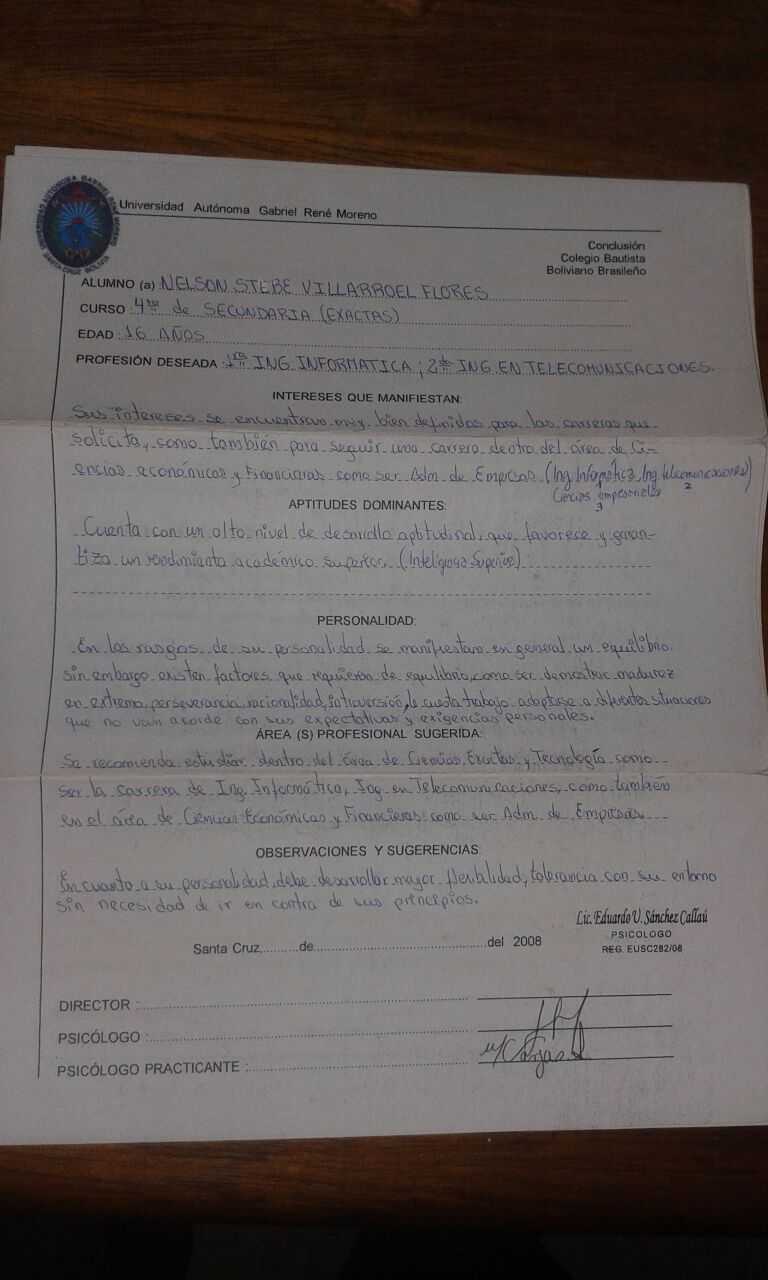 UNIVERSIDAD AUTONOMA GABRIEL RENE MORENO
SANTA CRUZ BOLIVIA
Universidad Autónoma Gabriel René Moreno
Conclusión
Colegio Bautista
Boliviano Brasileño
ALUMNO (a) NELSON STEBE VILLARROEL FLORES
CURSO 4to de SECUNDARIA (EXACTAS)
EDAD :16 AÑOS
PROFESIÓN DESEADA :1ra ING. INFORMATICA ; 2da ING. EN TELECOMUNICACIONES.
INTERESES QUE MANIFIESTAN:
Sus intereses se encuentran muy bien definidos para las carreras que
solicita, como también para seguir una carrera dentro del área de Ci-
encias económicas y Financieras como ser Adm. de Empresas (Ing. Informática, Ing telecomunicaciones)
1 2
Ciencias empresariales
3
APTITUDES DOMINANTES:
Cuenta con un alto nivel de desarrollo aptitudinal, que favorece y garan-
tiza un rendimiento académico superior. (Inteligencia Superior)
PERSONALIDAD:
En los rasgos de su personalidad se manifiestan en general un equilibrio,
sin embargo existen factores que requieren de equilibrio, como ser demostrar madurez
en extremo, perseverancia, racionalidad, introversión, le cuesta trabajo adaptarse a diferentes situaciones
que no van acorde con sus expectativas y exigencias personales.
ÁREA (S) PROFESIONAL SUGERIDA:
Se recomienda estudiar dentro del área de Ciencias Exactas y Tecnología como
ser la carrera de Ing. Informática, Ing. en Telecomunicaciones, como también
en el área de Ciencias Económicas y Financieras como ser Adm. de Empresas.
OBSERVACIONES Y SUGERENCIAS:
En cuanto a su personalidad debe desarrollar mayor flexibilidad, tolerancia con su entorno
sin necesidad de ir en contra de sus principios.
Lic. Eduardo U. Sánchez Callaú
PSICOLOGO
REG. EUSC282/06
Santa Cruz,..........de............................................del 2008
DIRECTOR :
PSICÓLOGO :
PSICÓLOGO PRACTICANTE :